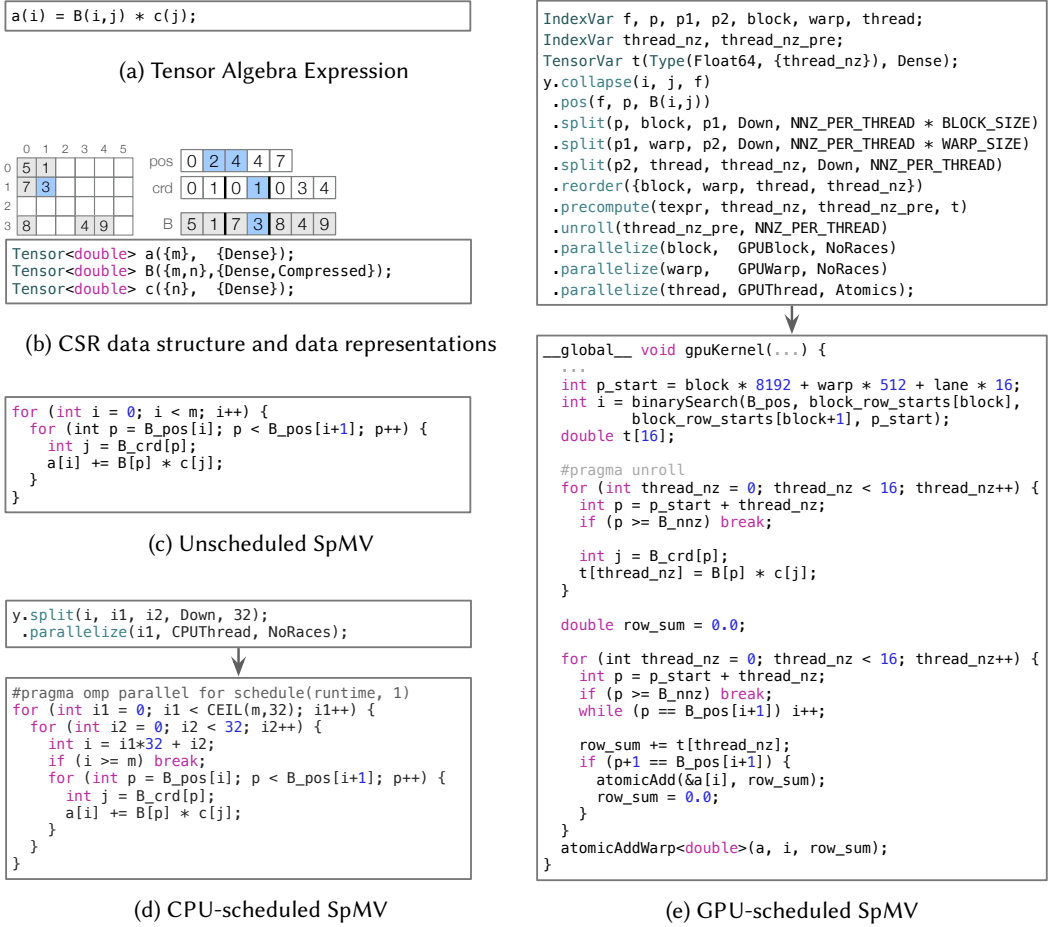 a(i) = B(i,j) * c(j);
(a) Tensor Algebra Expression
0 1 2 3 4 5
0 5 1
1 7 3
2
3 8 4 9
pos 0 2 4 4 7
crd 0 1 0 1 0 3 4
B 5 1 7 3 8 4 9
Tensor<double> a({m}, {Dense});
Tensor<double> B({m,n},{Dense,Compressed});
Tensor<double> c({n}, {Dense});
(b) CSR data structure and data representations
for (int i = 0; i < m; i++) {
  for (int p = B_pos[i]; p < B_pos[i+1]; p++) {
    int j = B_crd[p];
    a[i] += B[p] * c[j];
  }
}
(c) Unscheduled SpMV
y.split(i, i1, i2, Down, 32);
 .parallelize(i1, CPUThread, NoRaces);
#pragma omp parallel for schedule(runtime, 1)
for (int i1 = 0; i1 < CEIL(m,32); i1++) {
  for (int i2 = 0; i2 < 32; i2++) {
    int i = i1*32 + i2;
    if (i >= m) break;
    for (int p = B_pos[i]; p < B_pos[i+1]; p++) {
      int j = B_crd[p];
      a[i] += B[p] * c[j];
    }
  }
}
(d) CPU-scheduled SpMV
IndexVar f, p, p1, p2, block, warp, thread;
IndexVar thread_nz, thread_nz_pre;
TensorVar t(Type(Float64, {thread_nz}), Dense);
y.collapse(i, j, f)
 .pos(f, p, B(i,j))
 .split(p, block, p1, Down, NNZ_PER_THREAD * BLOCK_SIZE)
 .split(p1, warp, p2, Down, NNZ_PER_THREAD * WARP_SIZE)
 .split(p2, thread, thread_nz, Down, NNZ_PER_THREAD)
 .reorder({block, warp, thread, thread_nz})
 .precompute(texpr, thread_nz, thread_nz_pre, t)
 .unroll(thread_nz_pre, NNZ_PER_THREAD)
 .parallelize(block, GPUBlock, NoRaces)
 .parallelize(warp, GPUWarp, NoRaces)
 .parallelize(thread, GPUThread, Atomics);
__global__ void gpuKernel(...) {
  ...
  int p_start = block * 8192 + warp * 512 + lane * 16;
  int i = binarySearch(B_pos, block_row_starts[block],
          block_row_starts[block+1], p_start);
  double t[16];
  #pragma unroll
  for (int thread_nz = 0; thread_nz < 16; thread_nz++) {
    int p = p_start + thread_nz;
    if (p >= B_nnz) break;
    int j = B_crd[p];
    t[thread_nz] = B[p] * c[j];
  }
  double row_sum = 0.0;
  for (int thread_nz = 0; thread_nz < 16; thread_nz++) {
    int p = p_start + thread_nz;
    if (p >= B_nnz) break;
    while (p == B_pos[i+1]) i++;
    row_sum += t[thread_nz];
    if (p+1 == B_pos[i+1]) {
      atomicAdd(&a[i], row_sum);
      row_sum = 0.0;
    }
  }
  atomicAddWarp<double>(a, i, row_sum);
}
(e) GPU-scheduled SpMV